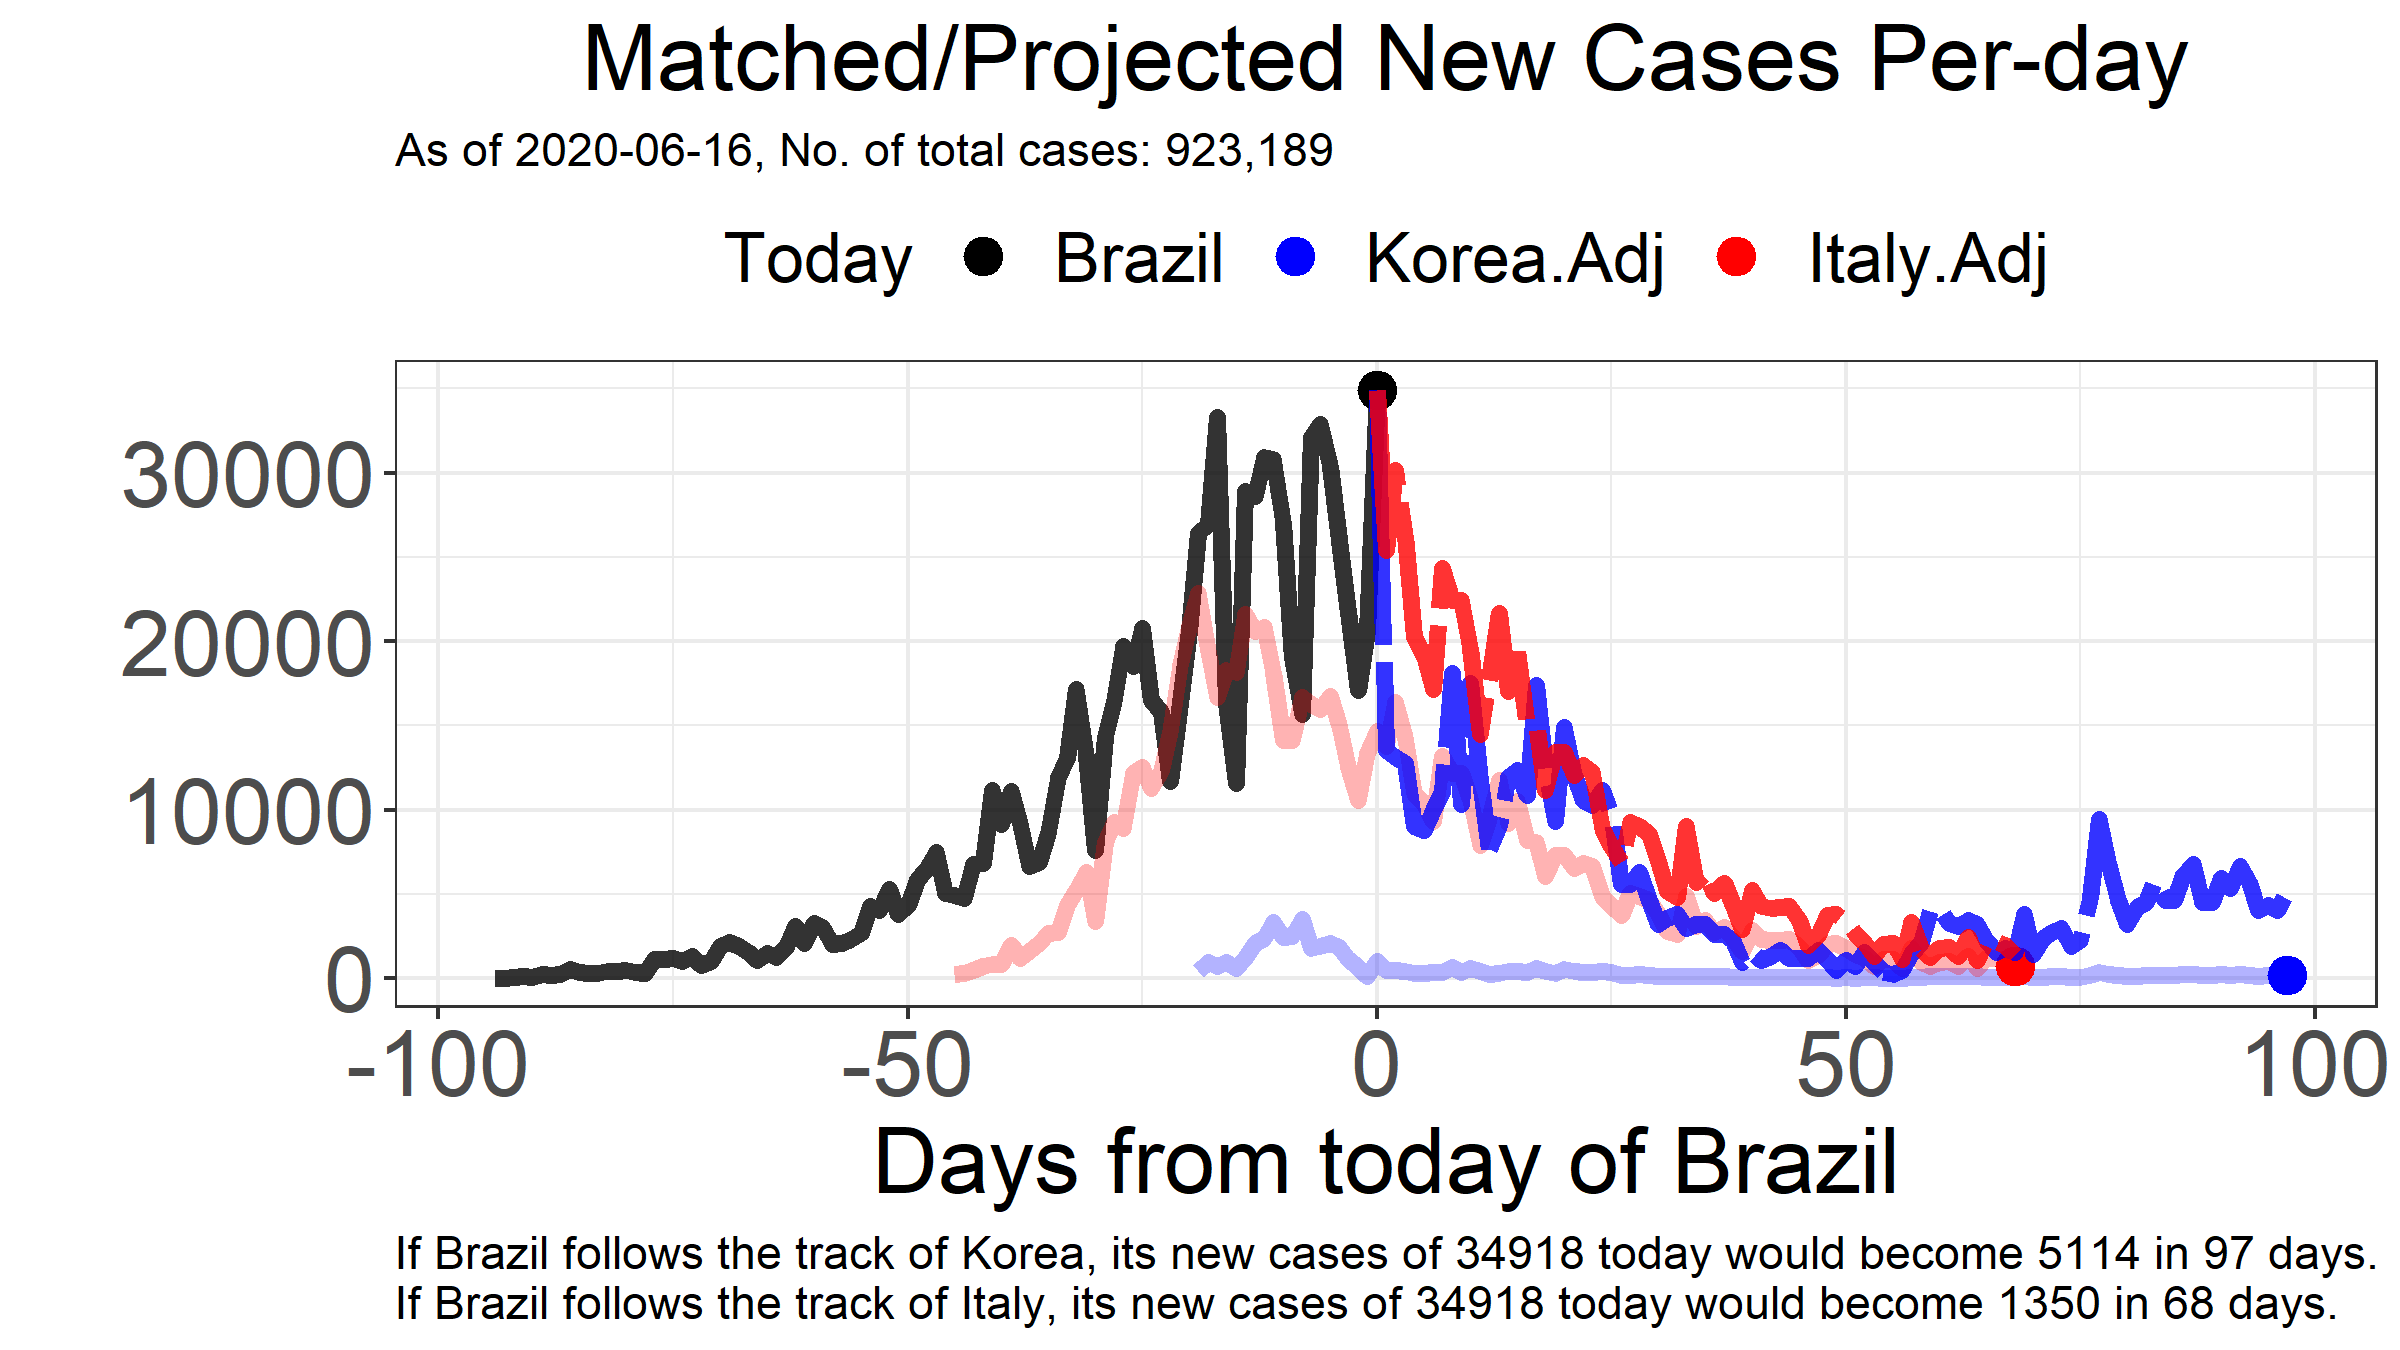 Matched/Projected New Cases Per-day
As of 2020-06-16, No. of total cases: 923,189
Today Brazil Korea.Adj Italy.Adj
30000
20000
10000
0
-100 -50 0 50 100
Days from today of Brazil
If Brazil follows the track of Korea, its new cases of 34918 today would become 5114 in 97 days.
If Brazil follows the track of Italy, its new cases of 34918 today would become 1350 in 68 days.